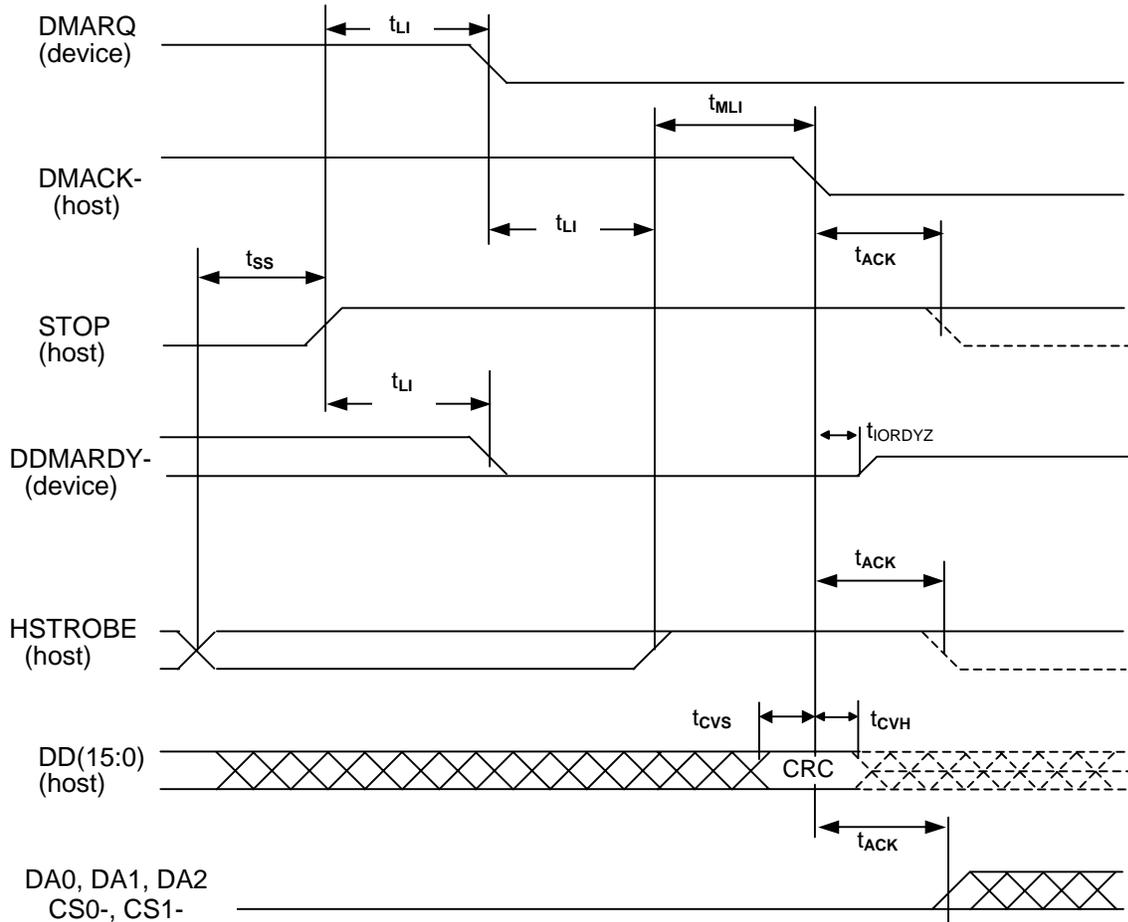 DMARQ
(device)
tLI
tMLI
DMACK-
(host)
tLI
tACK
tSS
STOP
(host)
tLI
tIORDYZ
DDMARDY-
(device)
tACK
HSTROBE
(host)
tCVS
tCVH
DD(15:0)
(host)
CRC
tACK
DA0, DA1, DA2
CS0-, CS1-